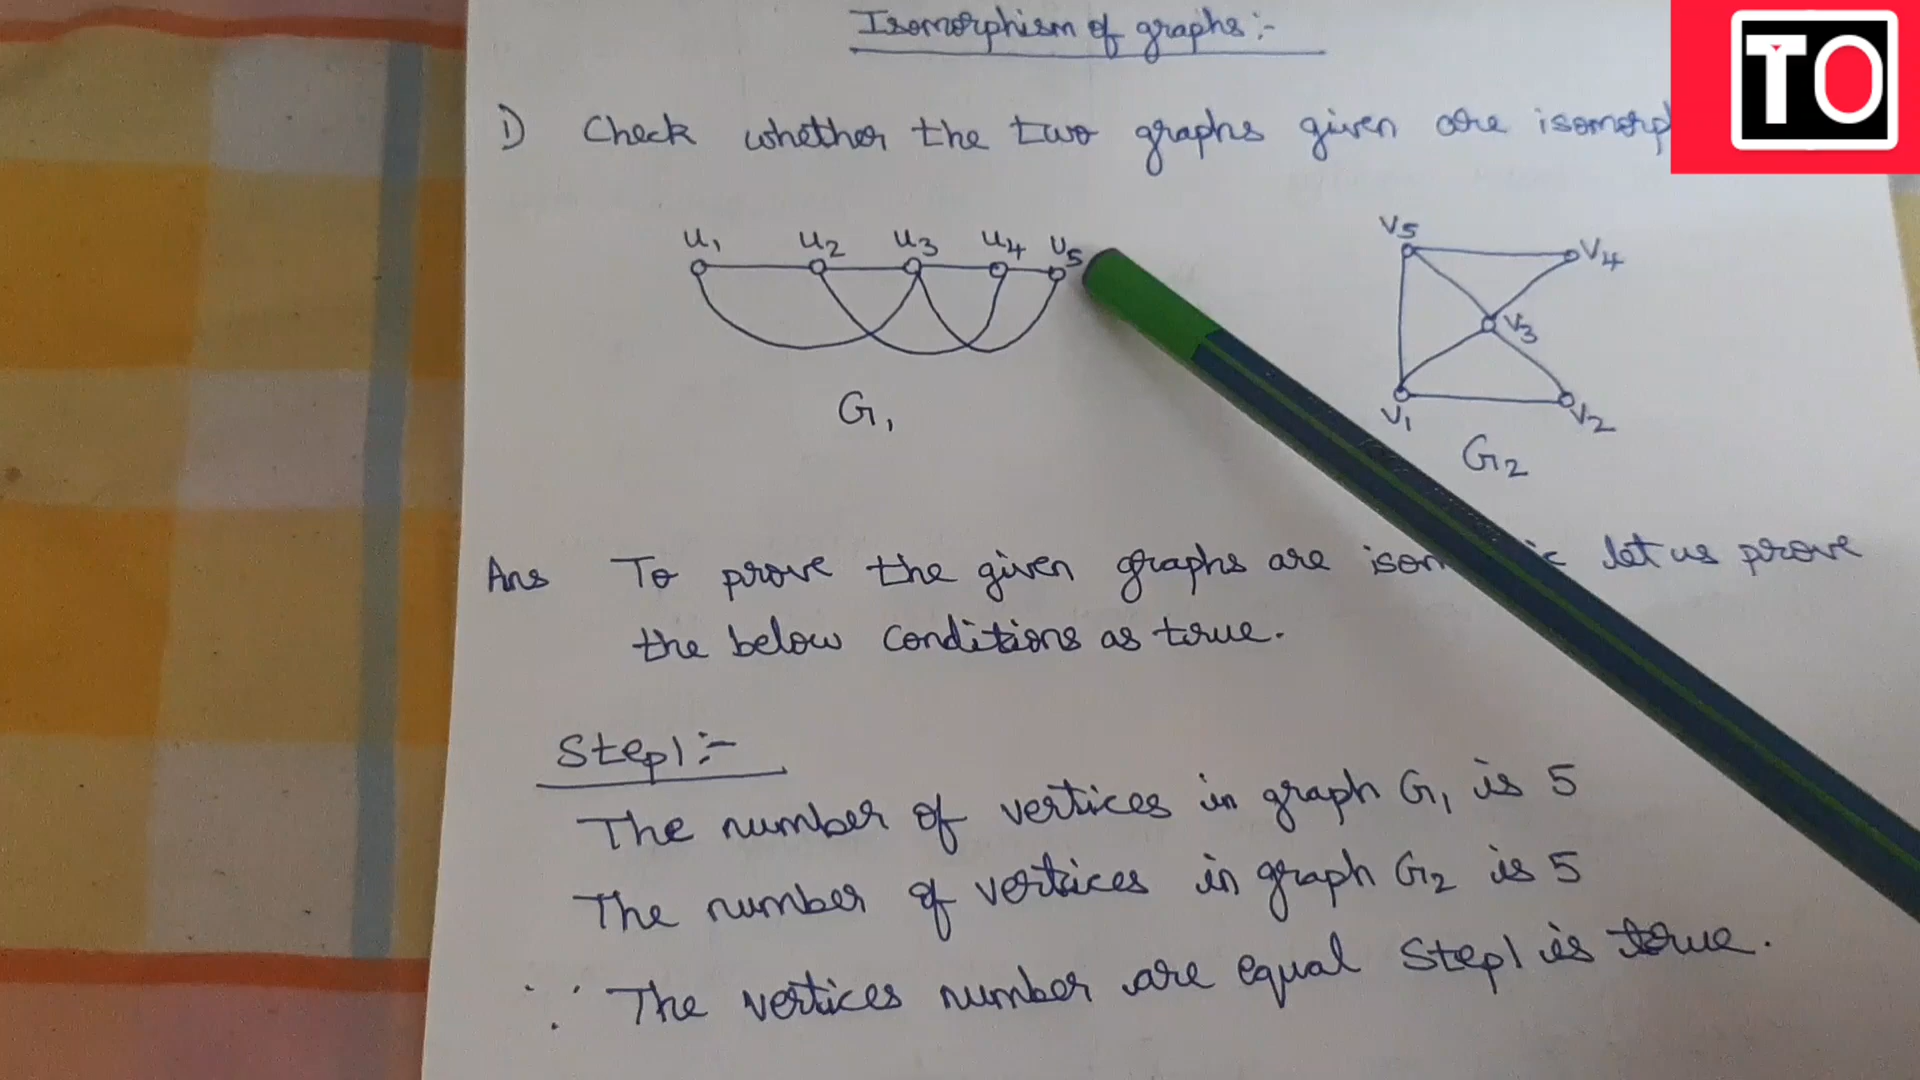 Isomorphism of graphs:-
TO
1) Check whether the two graphs given are
u1 u2 u3 u4 u5
G1
v5 v4
v3
v1 v2
G2
Ans To prove the given graphs are let us prove
the below conditions as true.
Step1:-
The number of vertices in graph G1 is 5
The number of vertices in graph G2 is 5
∵ The vertices number are equal Step1 is true.